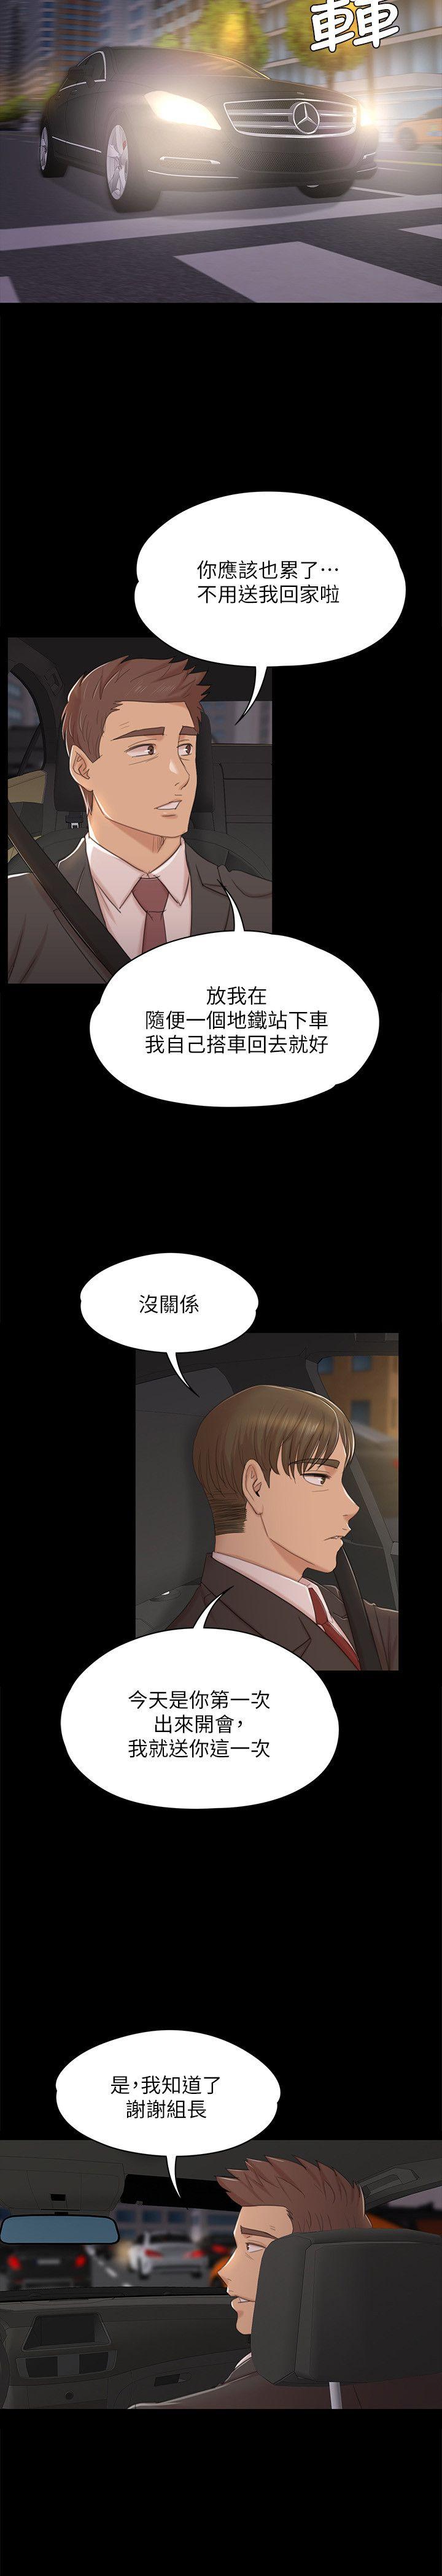 轟
你應該也累了⋯
不用送我回家啦
放我在
隨便一個地鐵站下車
我自己搭車回去就好
沒關係
今天是你第一次
出來開會,
我就送你這一次
是,我知道了
謝謝組長